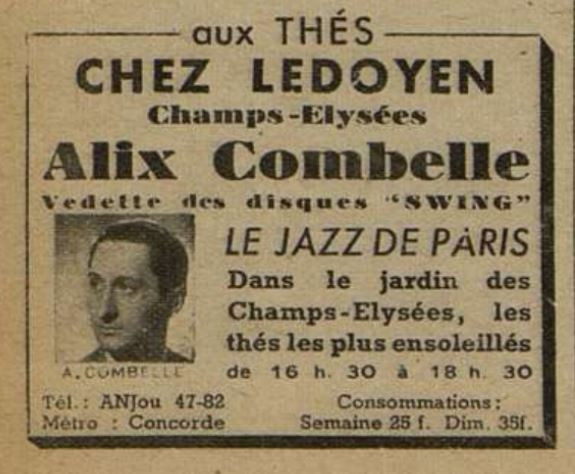 aux THÉS
CHEZ LEDOYEN
Champs-Elysées
Alix Combelle
Vedette des disques "SWING"
LE JAZZ DE PARIS
Dans le jardin des
Champs-Elysées, les
thés les plus ensoleillés
de 16 h. 30 à 18 h. 30
A. COMBELLE
Tél.: ANJou 47-82
Métro : Concorde
Consommations:
Semaine 25 f. Dim. 35f.